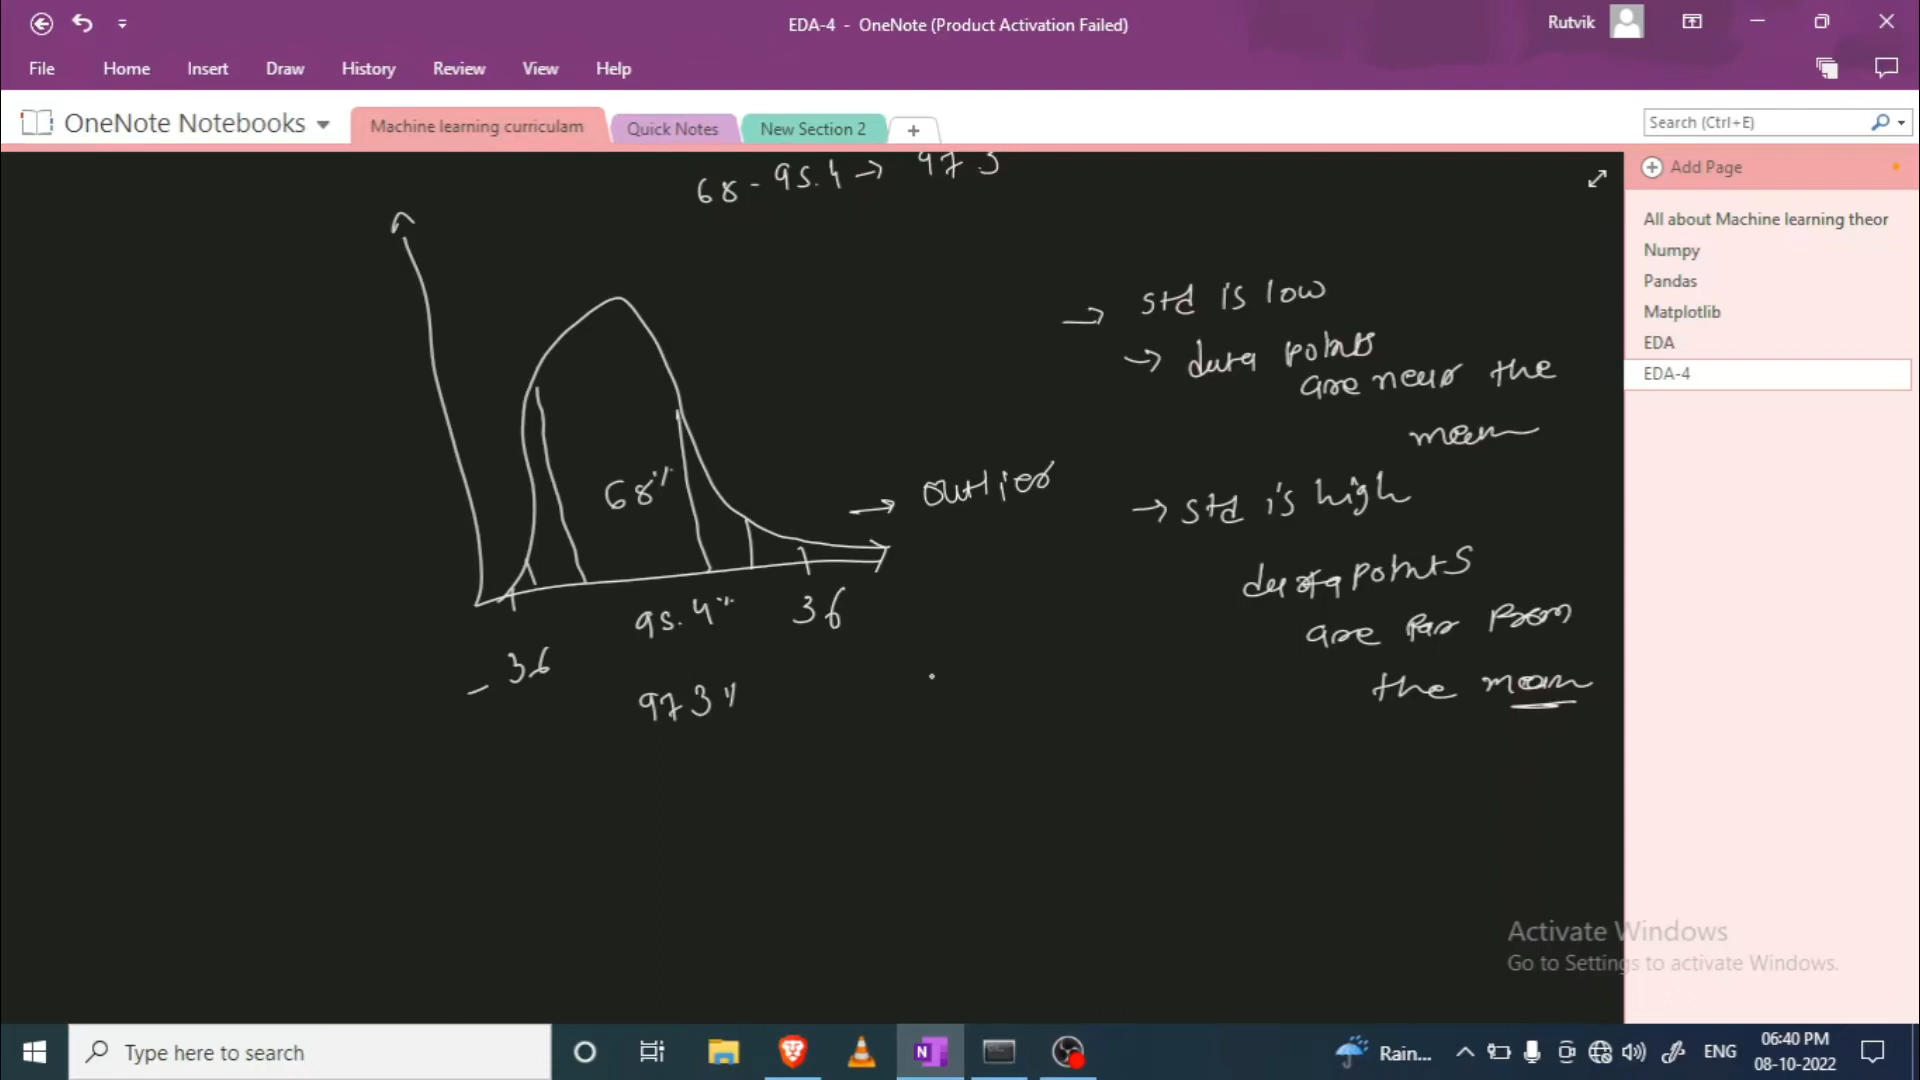 EDA-4 - OneNote (Product Activation Failed)
Rutvik
File Home Insert Draw History Review View Help
OneNote Notebooks
Machine learning curriculam
Quick Notes
New Section 2
Search (Ctrl+E)
Add Page
All about Machine learning theor
Numpy
Pandas
Matplotlib
EDA
EDA-4
68 - 95.4 → 97 3
→ std is low
→ data points
are near the
mean
68%
→ outlier
→ std is high
data points
are far from
the mean
95.4%
36
- 36
97 3%
Activate Windows
Go to Settings to activate Windows.
Type here to search
Rain...
ENG
06:40 PM
08-10-2022